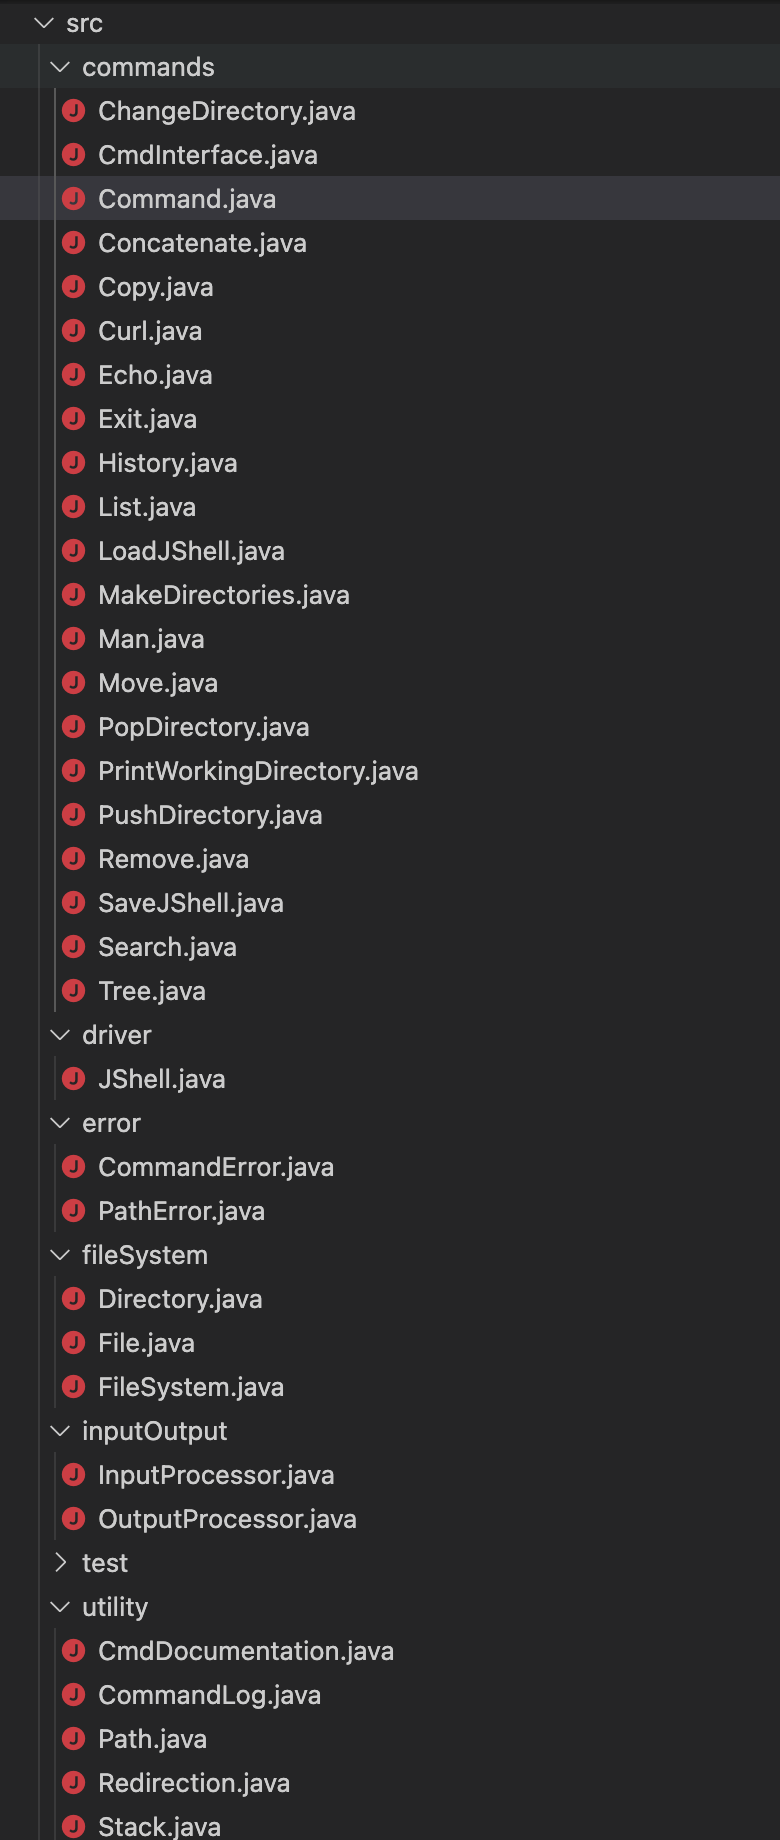 src
commands
J ChangeDirectory.java
J CmdInterface.java
J Command.java
J Concatenate.java
J Copy.java
J Curl.java
J Echo.java
J Exit.java
J History.java
J List.java
J LoadJShell.java
J MakeDirectories.java
J Man.java
J Move.java
J PopDirectory.java
J PrintWorkingDirectory.java
J PushDirectory.java
J Remove.java
J SaveJShell.java
J Search.java
J Tree.java
driver
J JShell.java
error
J CommandError.java
J PathError.java
fileSystem
J Directory.java
J File.java
J FileSystem.java
inputOutput
J InputProcessor.java
J OutputProcessor.java
test
utility
J CmdDocumentation.java
J CommandLog.java
J Path.java
J Redirection.java
J Stack.java